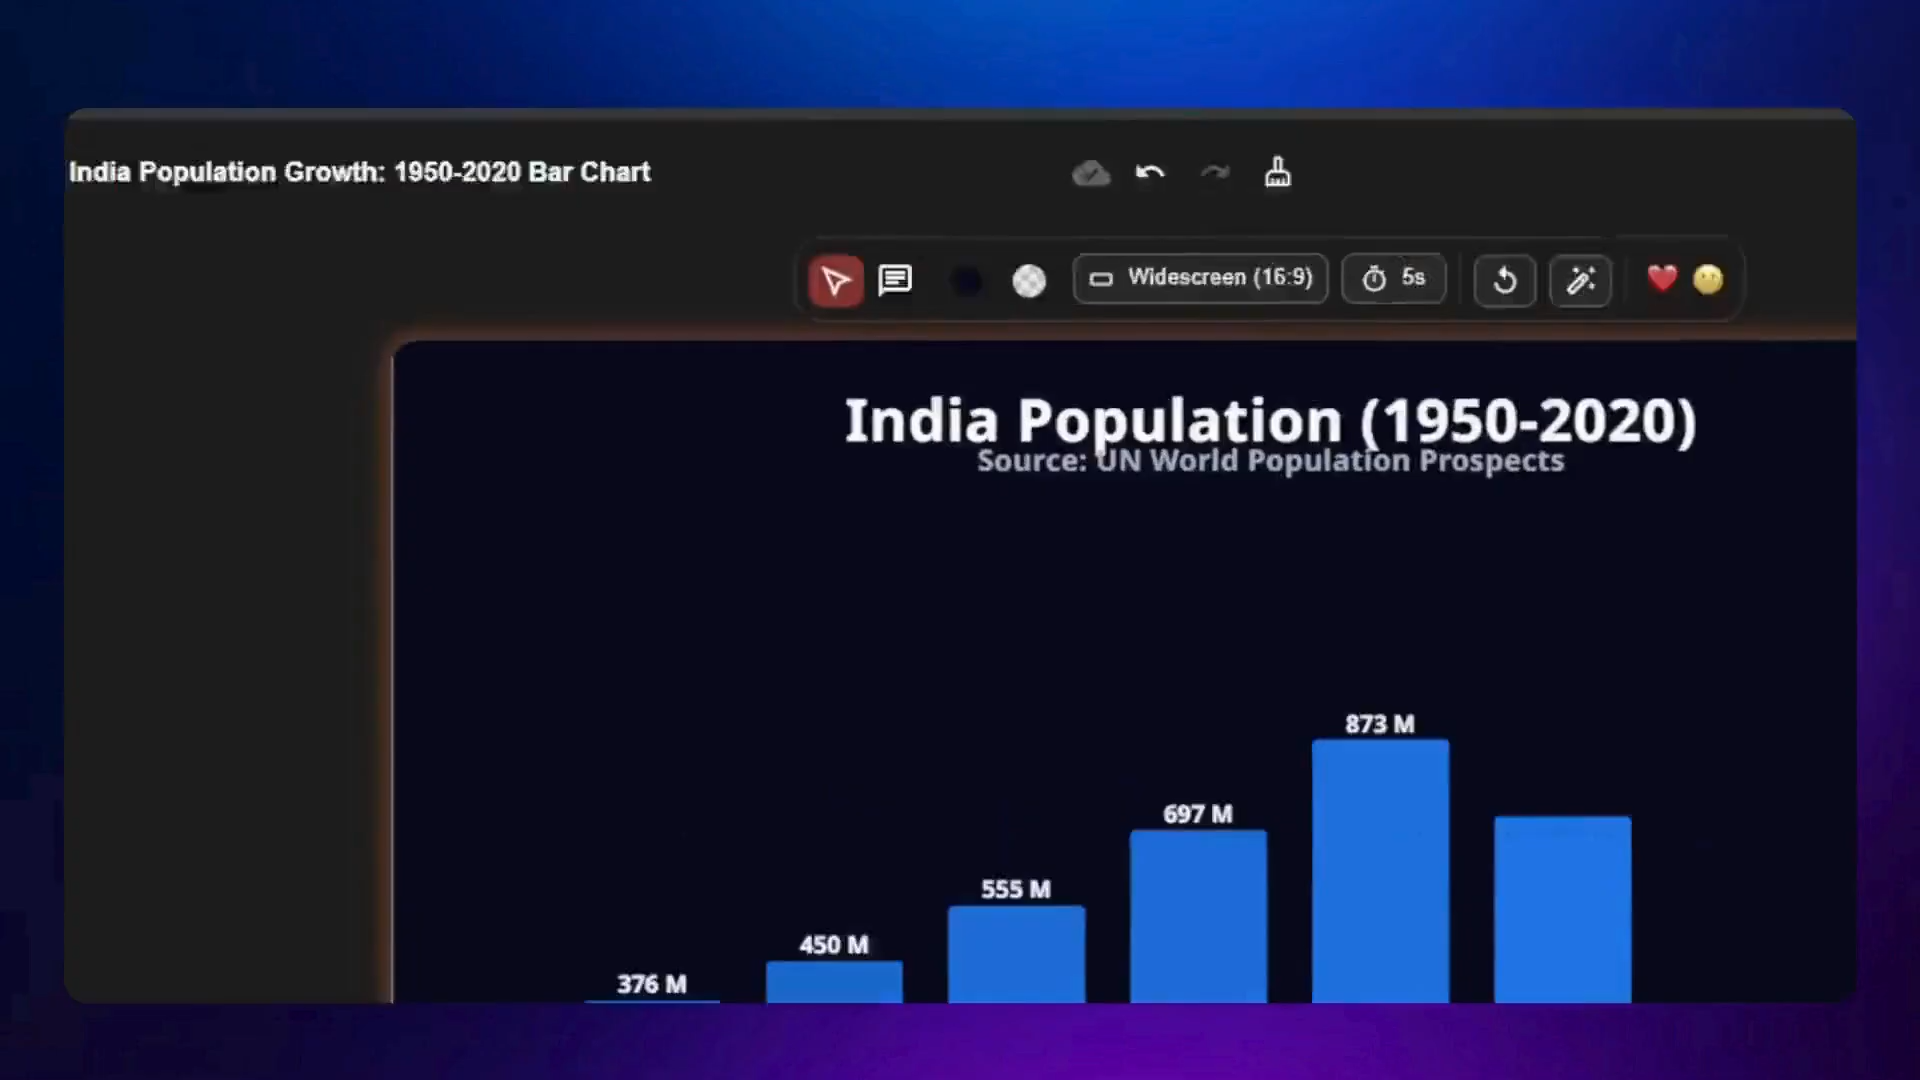 India Population Growth: 1950-2020 Bar Chart
Widescreen (16:9)
5s
India Population (1950-2020)
Source: UN World Population Prospects
873 M
697 M
555 M
450 M
376 M